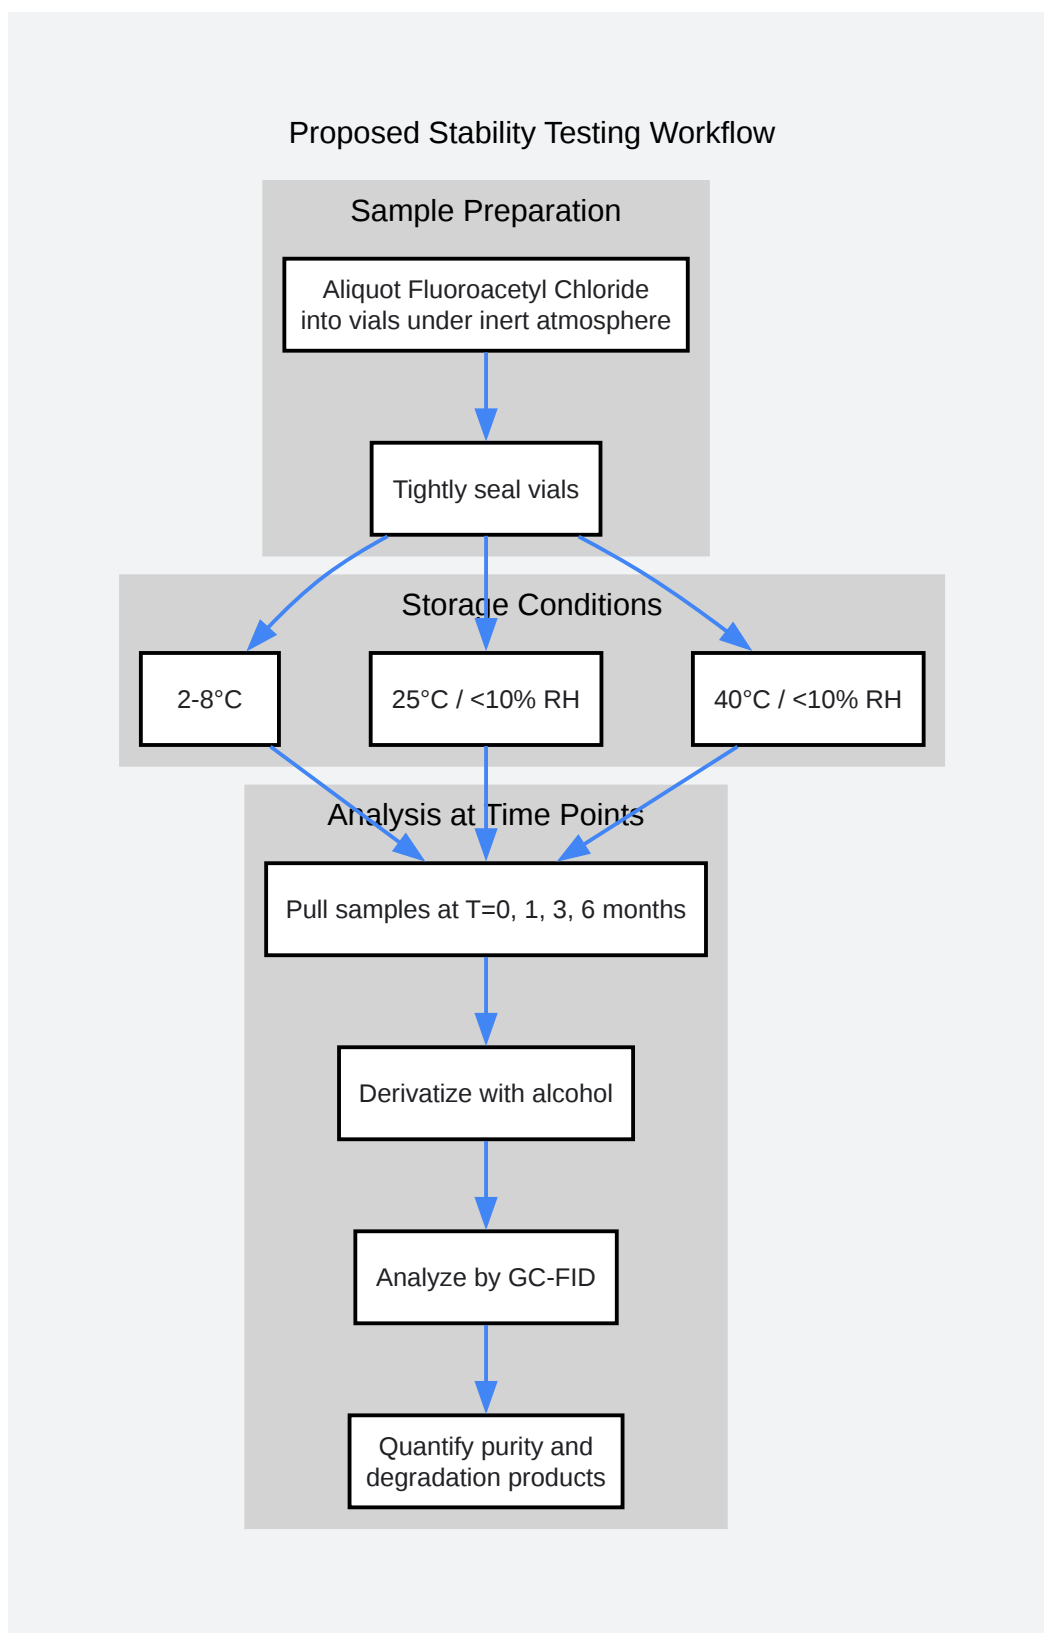 Proposed Stability Testing Workflow
Sample Preparation
Aliquot Fluoroacetyl Chloride
into vials under inert atmosphere
Tightly seal vials
Storage Conditions
2-8°C
25°C / <10% RH
40°C / <10% RH
Analysis at Time Points
Pull samples at T=0, 1, 3, 6 months
Derivatize with alcohol
Analyze by GC-FID
Quantify purity and
degradation products